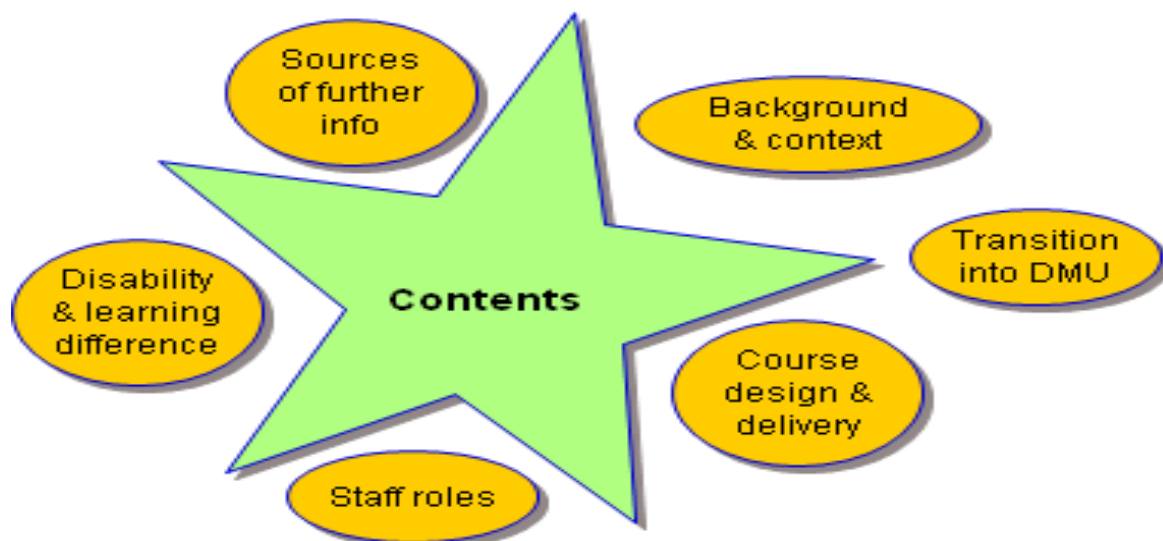 Sources
of further
info
Background
& context
Transition
into DMU
Disability
& learning
difference
Contents
Course
design &
delivery
Staff roles